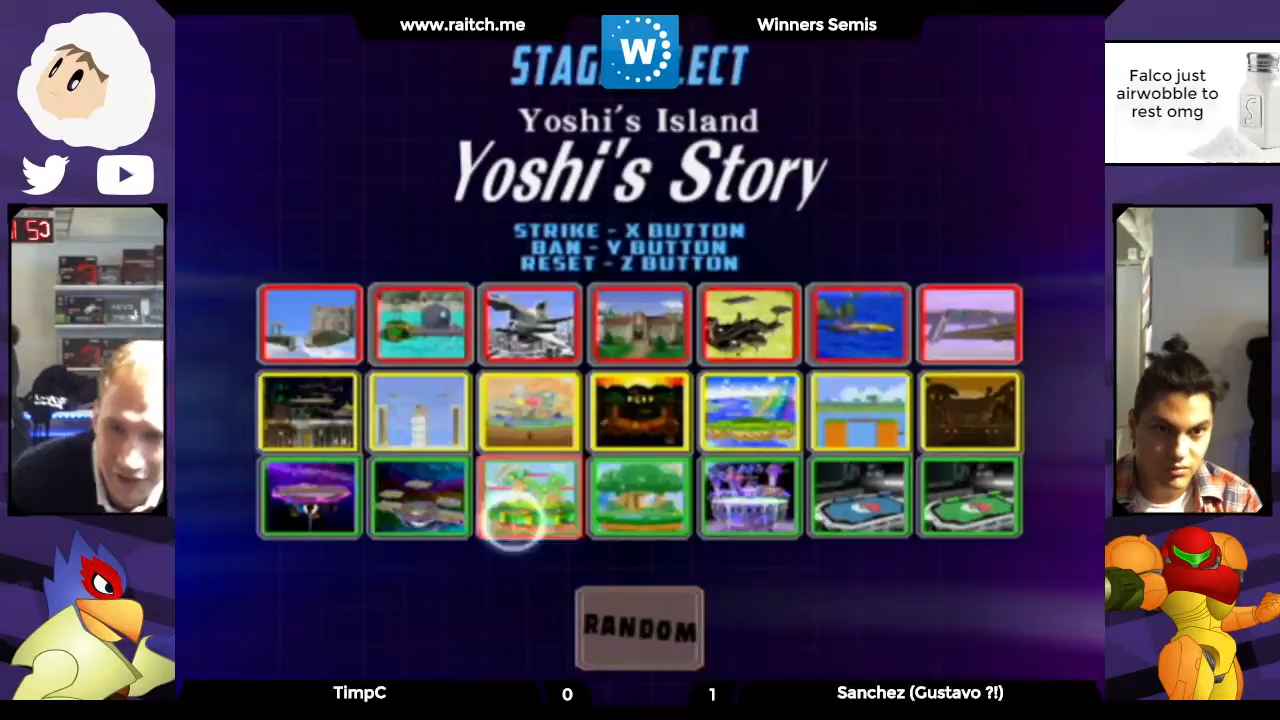 www.raitch.me
W
Winners Semis
STAG LECT
Yoshi's Island
Yoshi's Story
STRIKE - X BUTTON
BAN - Y BUTTON
RESET - Z BUTTON
Falco just
airwobble to
rest omg
S
RANDOM
TimpC
0
1
Sanchez (Gustavo ?!)